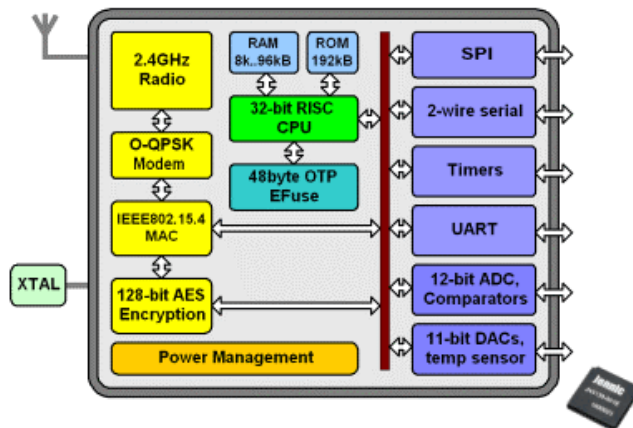 2.4GHz
Radio
RAM
8k..96kB
ROM
192kB
SPI
32-bit RISC
CPU
2-wire serial
O-QPSK
Modem
48byte OTP
EFuse
Timers
IEEE802.15.4
MAC
UART
XTAL
128-bit AES
Encryption
12-bit ADC,
Comparators
Power Management
11-bit DACs,
temp sensor
Jennic